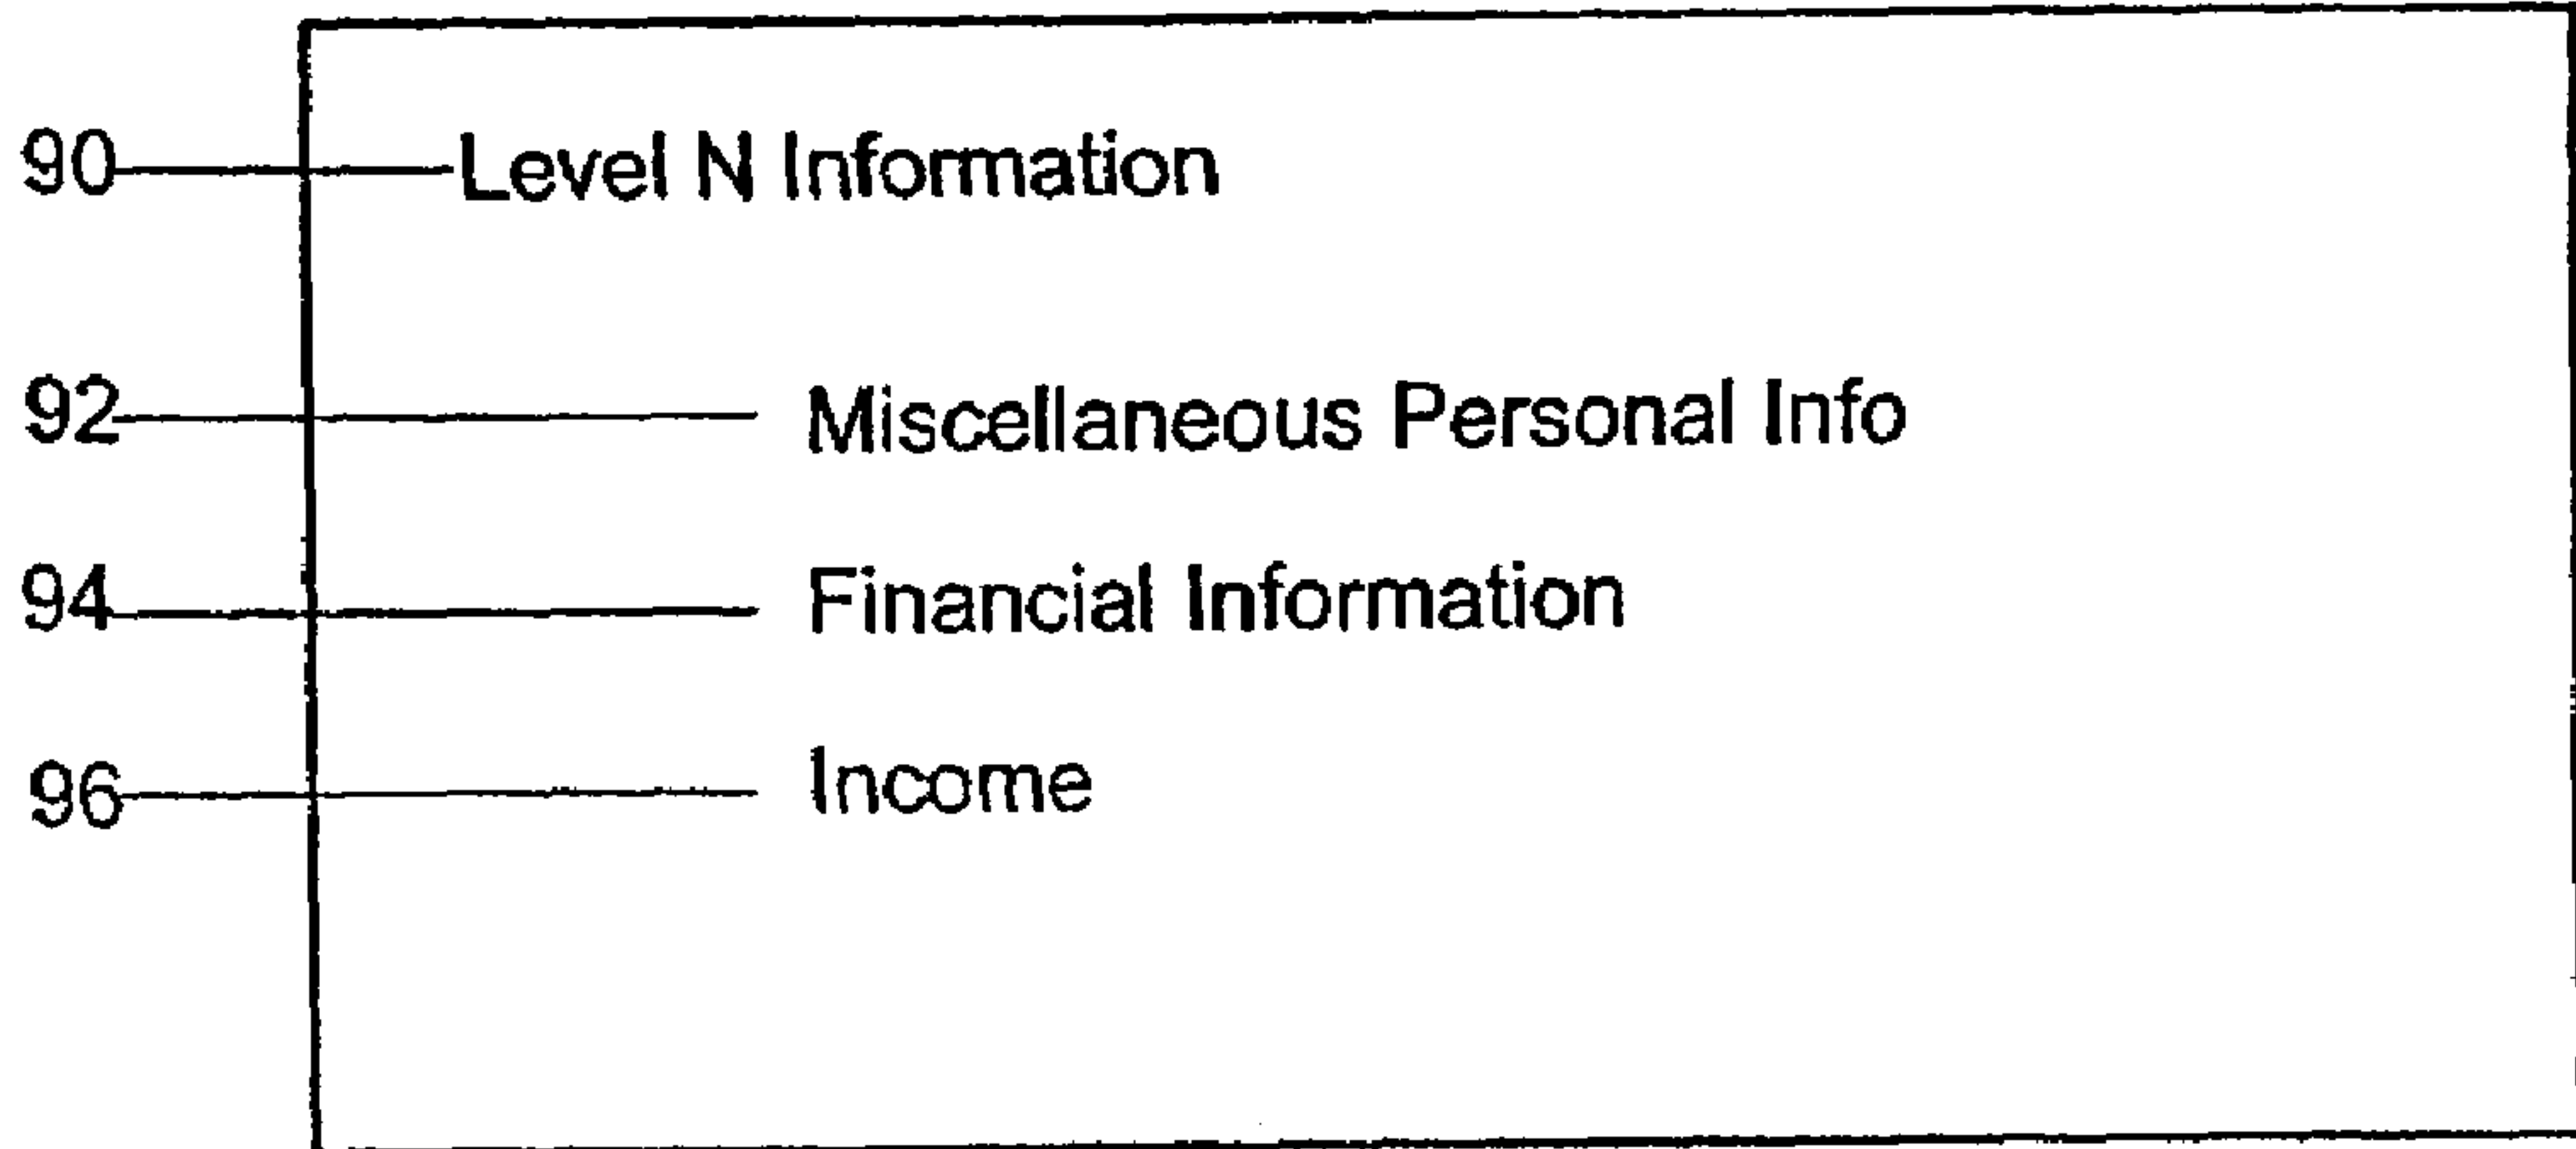 90 Level N Information
92 Miscellaneous Personal Info
94 Financial Information
96 Income